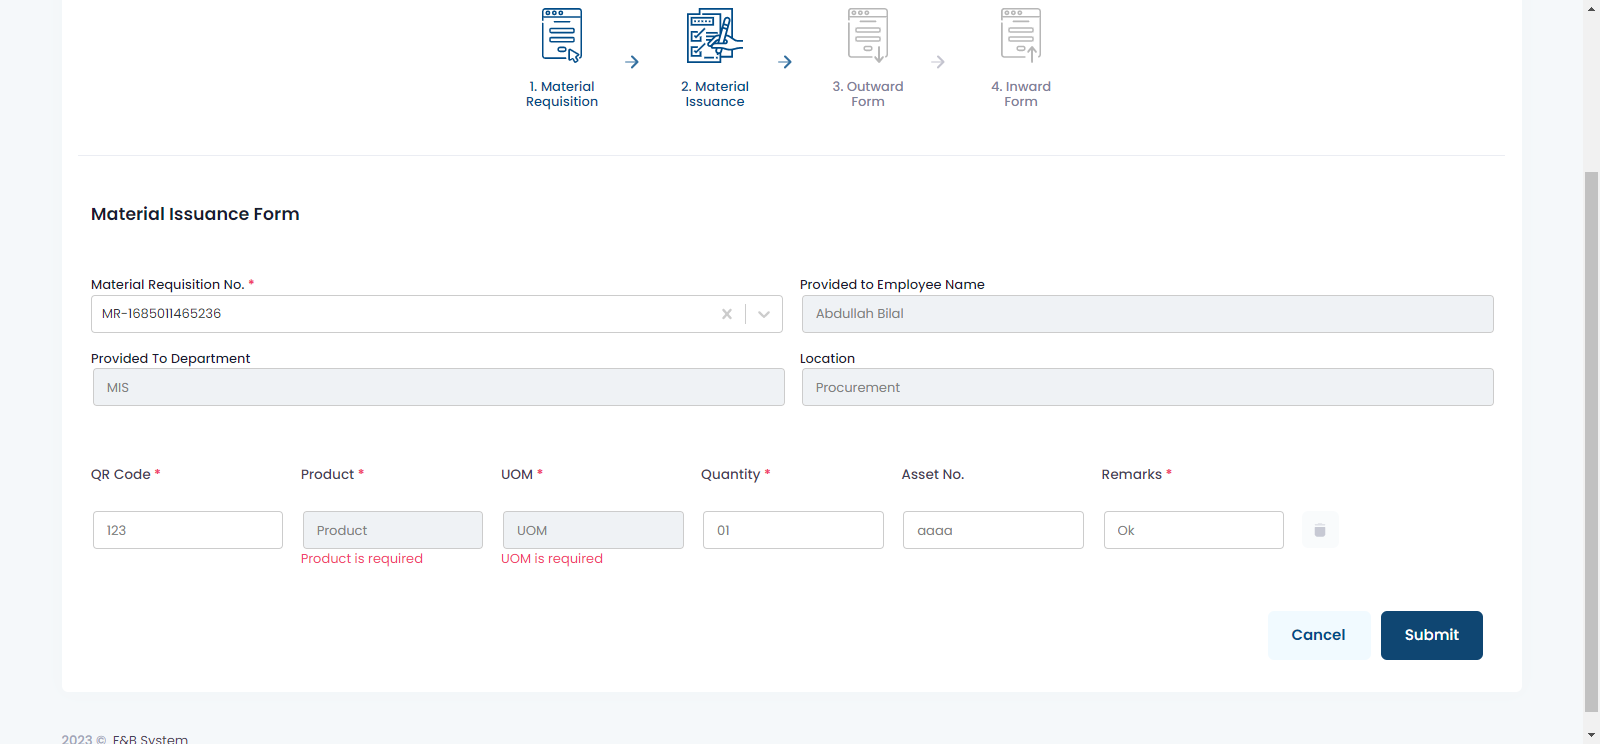 1. Material
Requisition
2. Material
Issuance
3. Outward
Form
4. Inward
Form
Material Issuance Form
Material Requisition No. *
Provided to Employee Name
MR-1685011465236
Abdullah Bilal
Provided To Department
Location
MIS
Procurement
QR Code * Product * UOM * Quantity * Asset No. Remarks *
123 Product UOM 01 aaaa Ok
Product is required UOM is required
Cancel Submit
2023 © F&B System